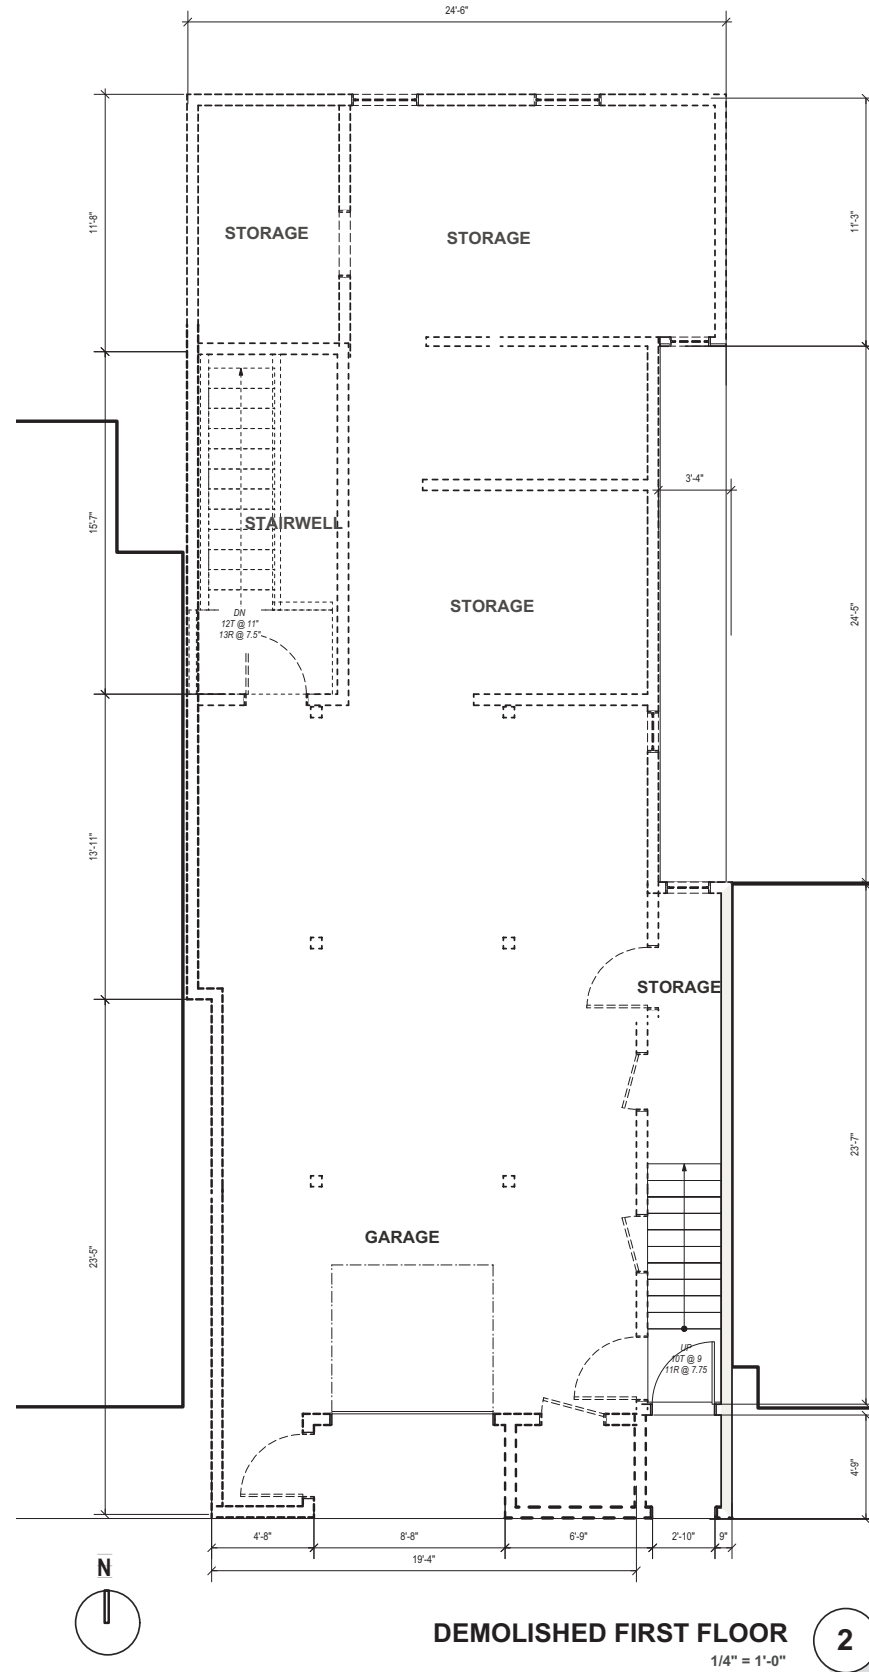 24'-6"
11'-8"
11'-3"
STORAGE
STORAGE
3'-4"
15'-7"
STAIRWELL
STORAGE
DN
12T @ 11"
13R @ 7.5"
24'-5"
13'-11"
STORAGE
23'-7"
GARAGE
23'-5"
UP
10T @ 9
11R @ 7.75
4'-9"
4'-8"
8'-8"
6'-9"
2'-10"
9"
19'-4"
N
DEMOLISHED FIRST FLOOR
2
1/4" = 1'-0"